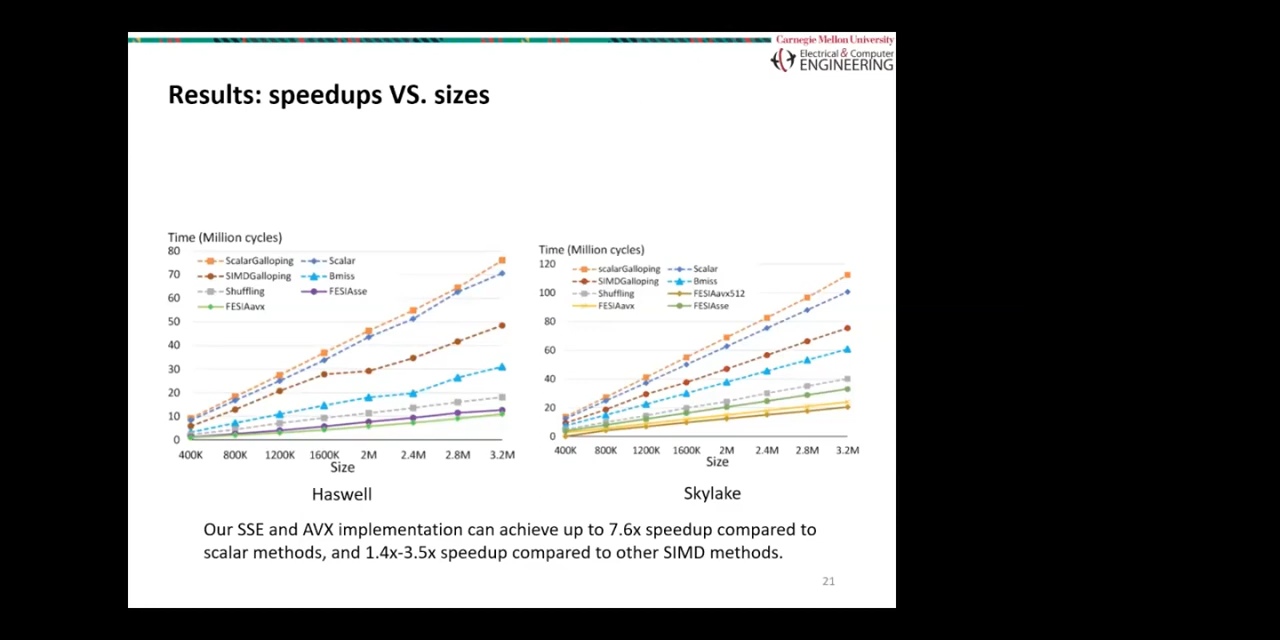 Carnegie Mellon University
Electrical & Computer
ENGINEERING
Results: speedups VS. sizes
Time (Million cycles)
80
70
60
50
40
30
20
10
0
ScalarGalloping
Scalar
SIMDGalloping
Bmiss
Shuffling
FESIAsse
FESIAavx
400K 800K 1200K 1600K 2M 2.4M 2.8M 3.2M
Size
Haswell
Time (Million cycles)
120
100
80
60
40
20
0
scalarGalloping
Scalar
SIMDGalloping
Bmiss
Shuffling
FESIAavx512
FESIAavx
FESIAsse
400K 800K 1200K 1600K 2M 2.4M 2.8M 3.2M
Size
Skylake
Our SSE and AVX implementation can achieve up to 7.6x speedup compared to
scalar methods, and 1.4x-3.5x speedup compared to other SIMD methods.
21